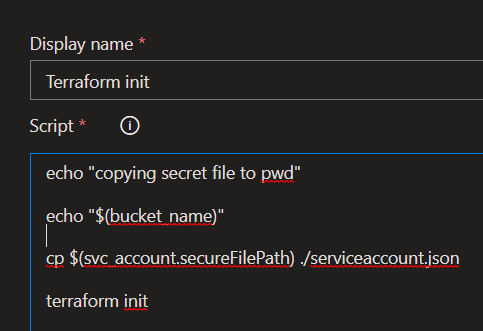 Display name *
Terraform init
Script *
echo "copying secret file to pwd"
echo "$(bucket_name)"
cp $(svc_account.secureFilePath) ./serviceaccount.json
terraform init